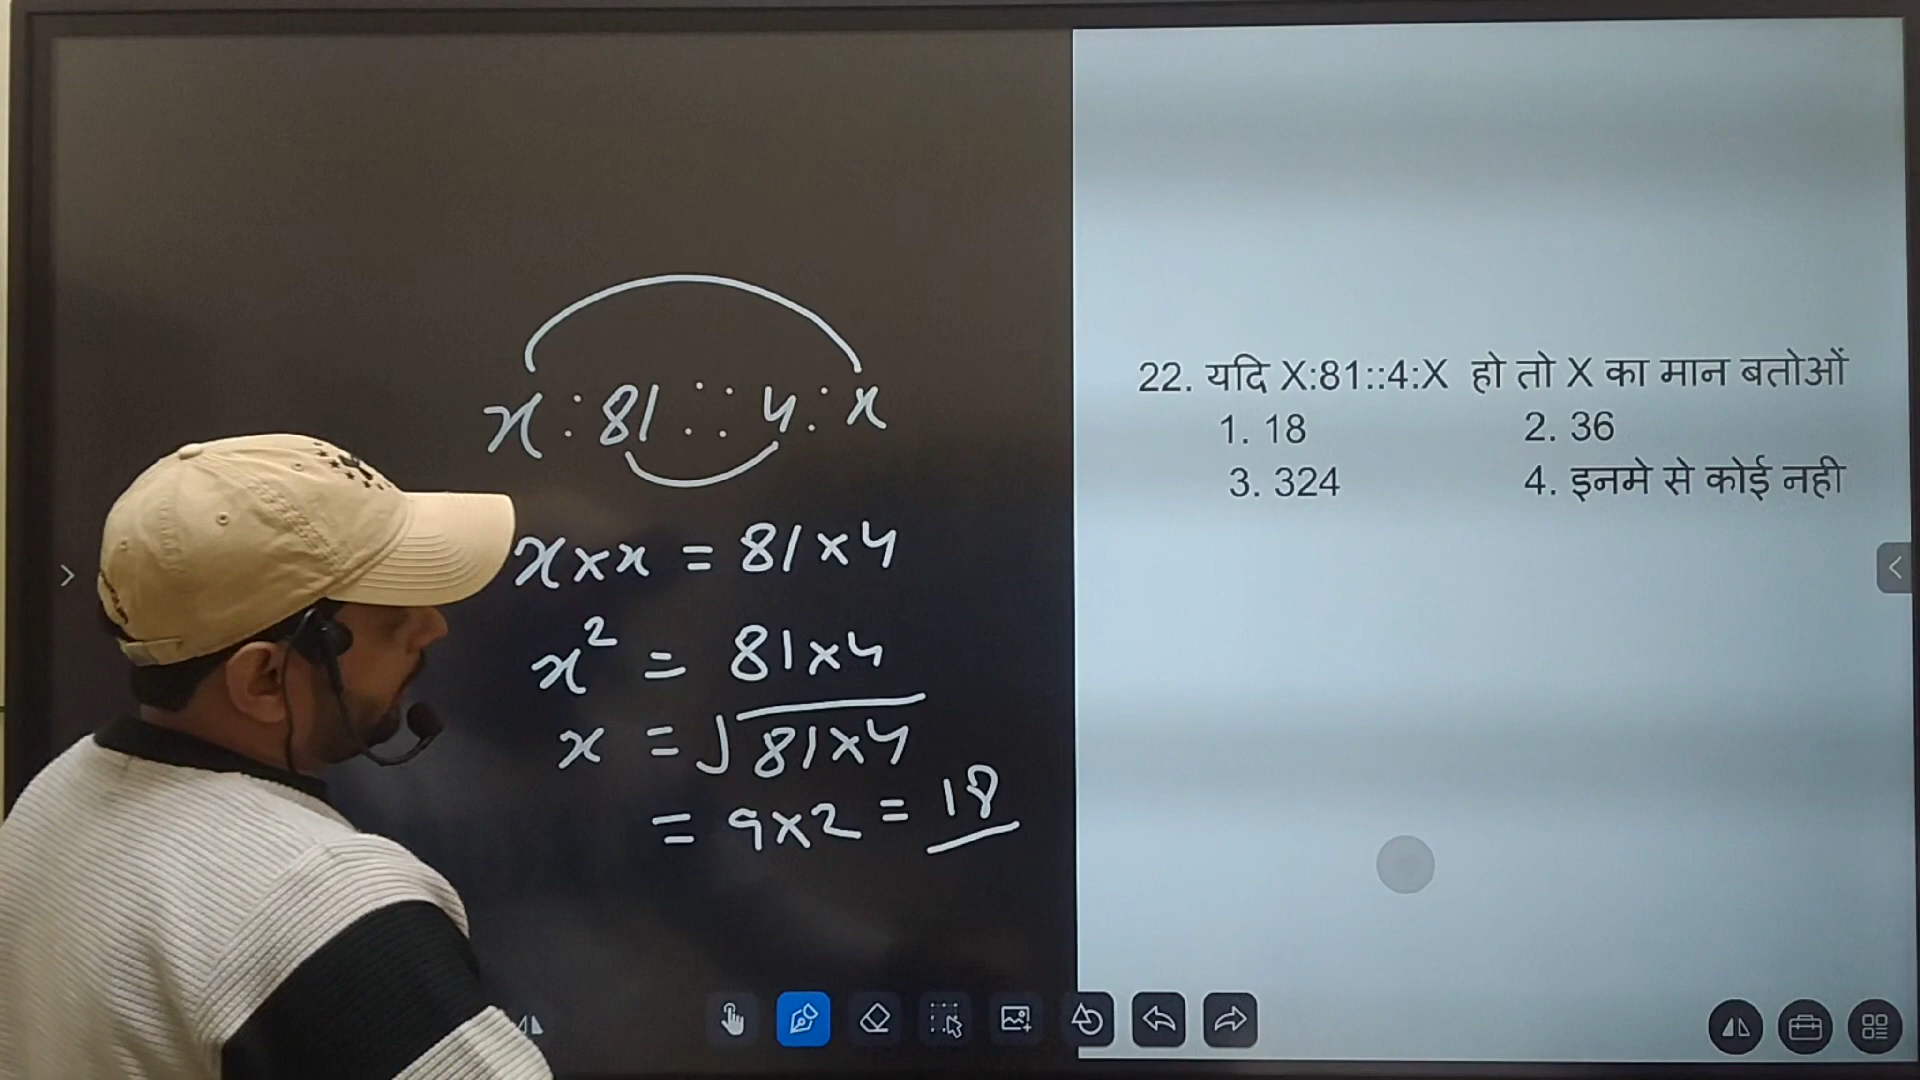 x : 81 :: 4 : x
x×x = 81×4
x² = 81×4
x = √81×4
= 9×2 = 18
22. यदि X:81::4:X हो तो X का मान बतोओं
1. 18 2. 36
3. 324 4. इनमे से कोई नही